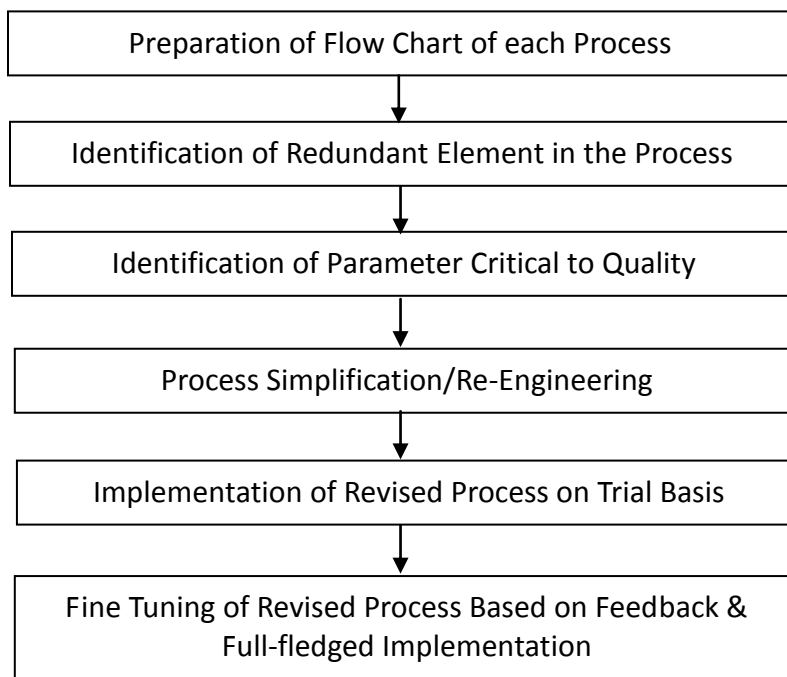 Preparation of Flow Chart of each Process
Identification of Redundant Element in the Process
Identification of Parameter Critical to Quality
Process Simplification/Re-Engineering
Implementation of Revised Process on Trial Basis
Fine Tuning of Revised Process Based on Feedback &
Full-fledged Implementation